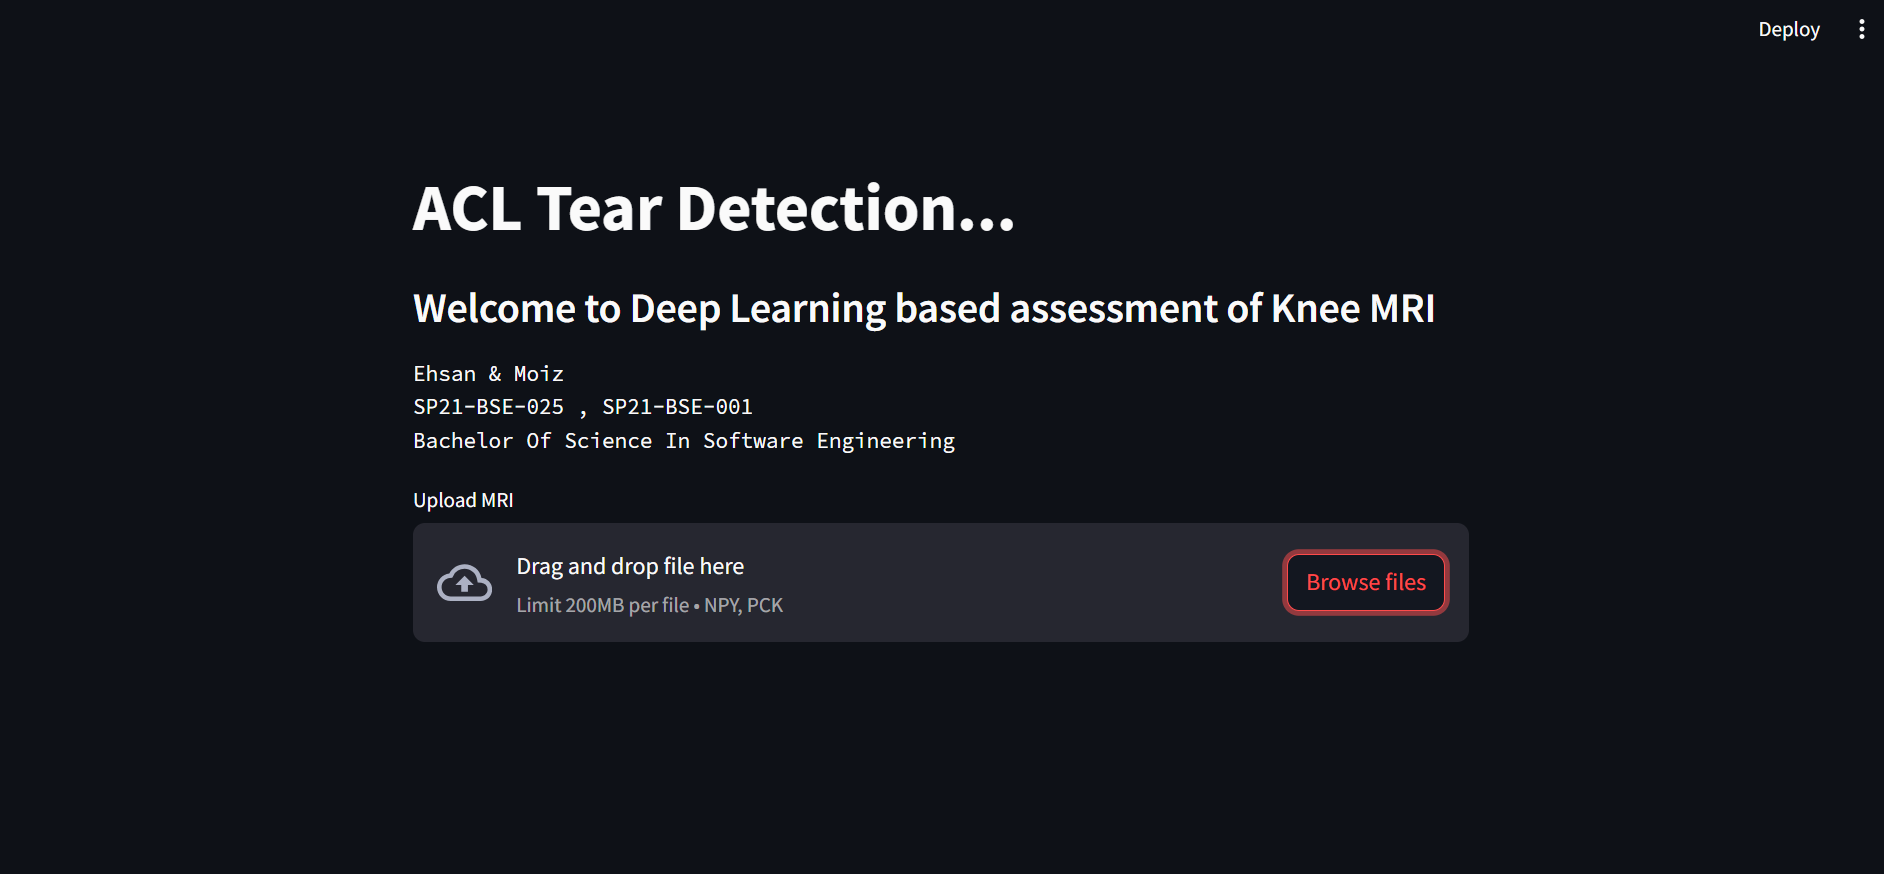 Deploy
ACL Tear Detection...
Welcome to Deep Learning based assessment of Knee MRI
Ehsan & Moiz
SP21-BSE-025 , SP21-BSE-001
Bachelor Of Science In Software Engineering
Upload MRI
Drag and drop file here
Limit 200MB per file • NPY, PCK
Browse files